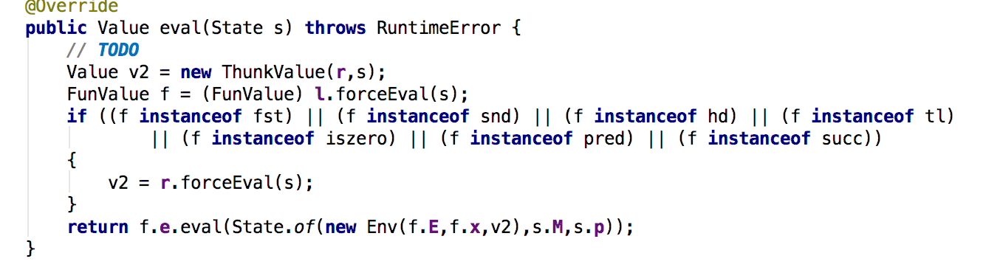 @Override
public Value eval(State s) throws RuntimeError {
// TODO
Value v2 = new ThunkValue(r,s);
FunValue f = (FunValue) l.forceEval(s);
if ((f instanceof fst) || (f instanceof snd) || (f instanceof hd) || (f instanceof tl)
|| (f instanceof iszero) || (f instanceof pred) || (f instanceof succ))
{
v2 = r.forceEval(s);
}
return f.e.eval(State.of(new Env(f.E,f.x,v2),s.M,s.p));
}